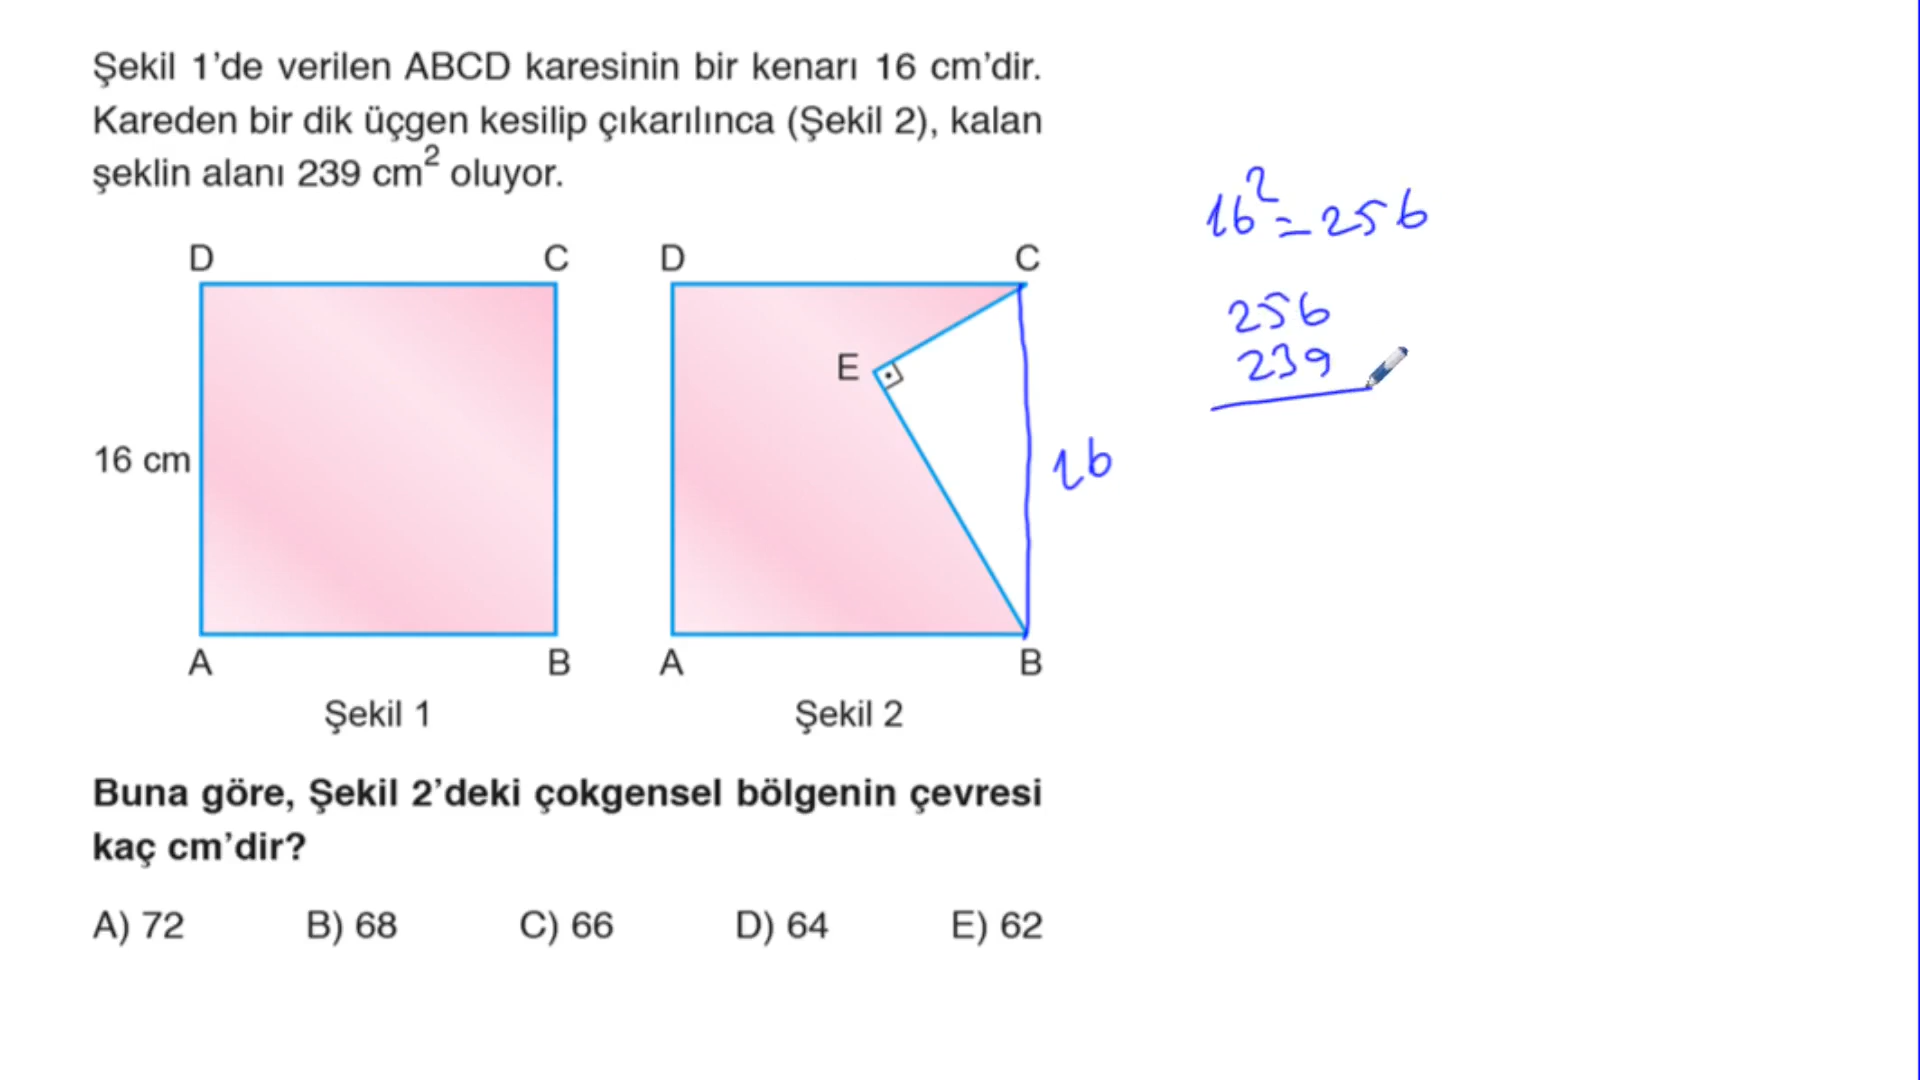 Şekil 1’de verilen ABCD karesinin bir kenarı 16 cm’dir.
Kareden bir dik üçgen kesilip çıkarılınca (Şekil 2), kalan
şeklin alanı 239 cm² oluyor.
16² = 256
256
239
D C D C
E
16 cm
16
A B A B
Şekil 1 Şekil 2
Buna göre, Şekil 2’deki çokgensel bölgenin çevresi
kaç cm’dir?
A) 72 B) 68 C) 66 D) 64 E) 62